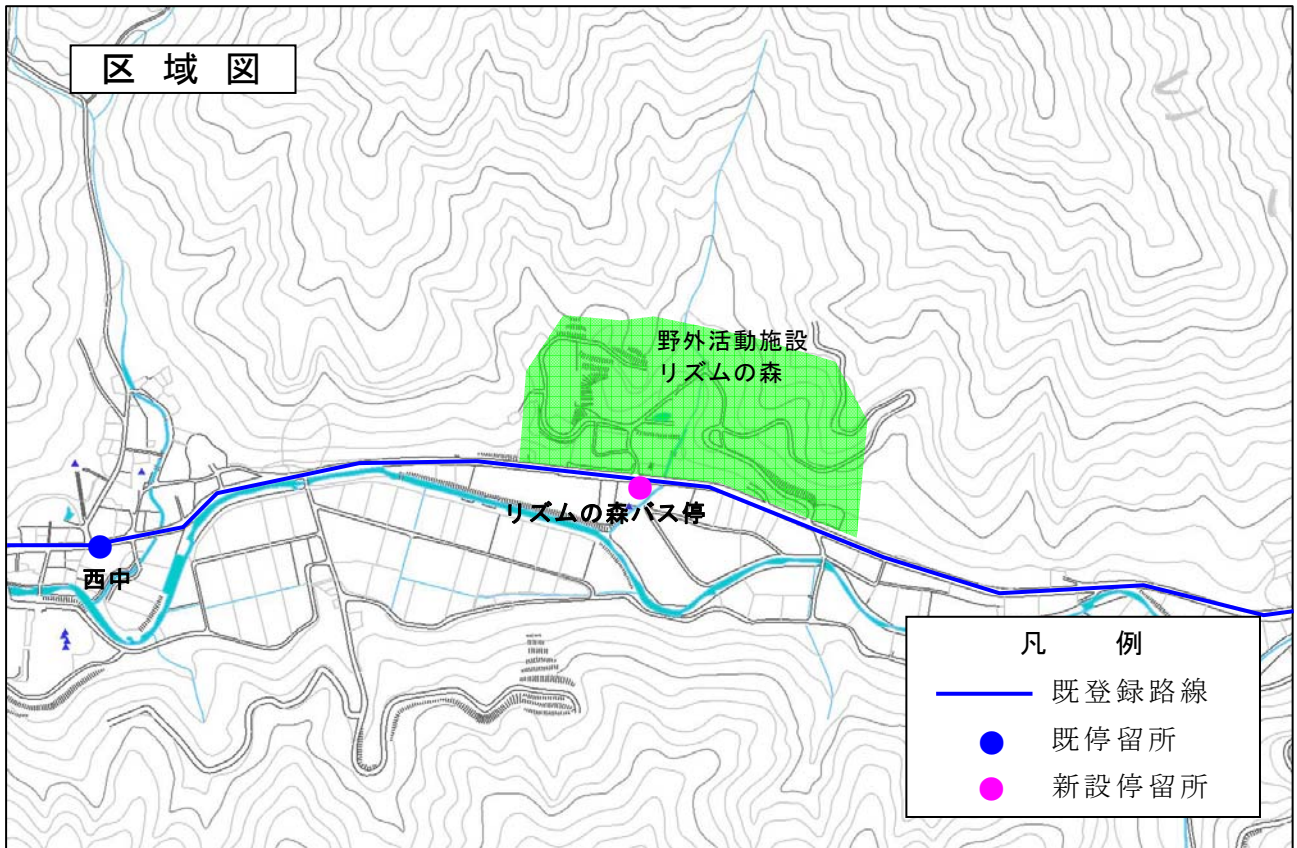 区 域 図
野外活動施設
リズムの森
リズムの森バス停
西中
凡 例
既登録路線
既停留所
新設停留所